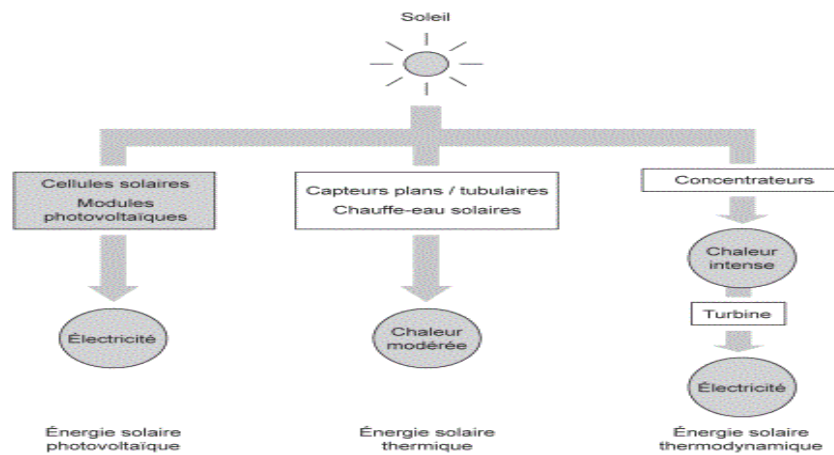 Soleil
Cellules solaires
Modules
photovoltaïques
Électricité
Énergie solaire
photovoltaïque
Capteurs plans / tubulaires
Chauffe-eau solaires
Chaleur
modérée
Énergie solaire
thermique
Concentrateurs
Chaleur
intense
Turbine
Électricité
Énergie solaire
thermodynamique